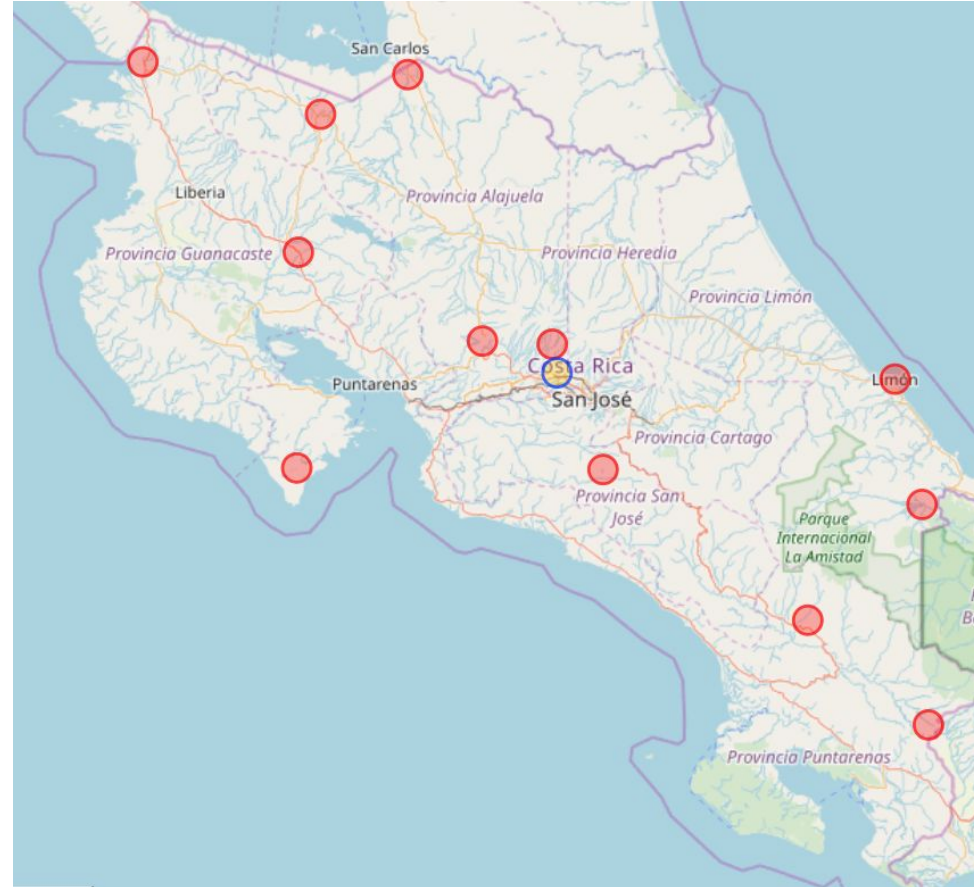 San Carlos
Liberia
Provincia Alajuela
Provincia Guanacaste
Provincia Heredia
Provincia Limón
Costa Rica
Puntarenas
Limón
San José
Provincia Cartago
Provincia San
José
Parque
Internacional
La Amistad
Provincia Puntarenas